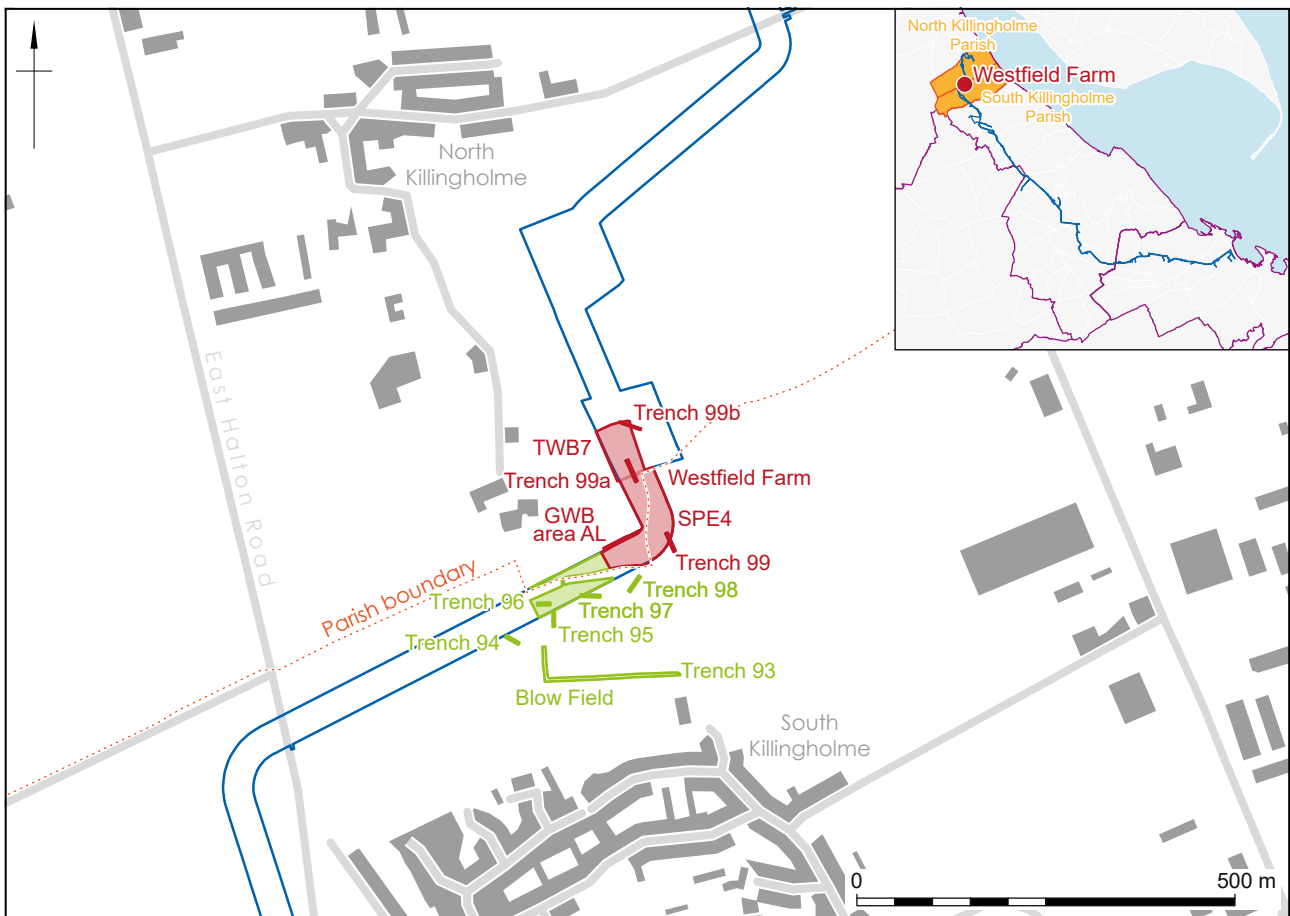 North Killingholme
Parish
Westfield Farm
South Killingholme
Parish
North
Killingholme
East Halton Road
Trench 99b
TWB7
Trench 99a
Westfield Farm
GWB
area AL
SPE4
Trench 99
Parish boundary
Trench 98
Trench 96
Trench 97
Trench 95
Trench 94
Trench 93
Blow Field
South
Killingholme
0
500 m